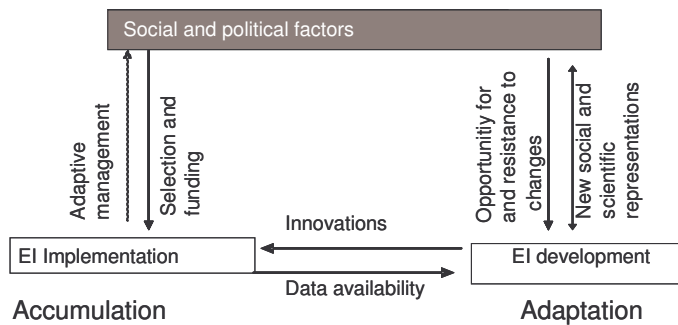 Social and political factors
Adaptive
management
Selection and
funding
Opportunitiy for
and resistance to
changes
New social and
scientific
representations
Innovations
EI Implementation
EI development
Data availability
Accumulation
Adaptation